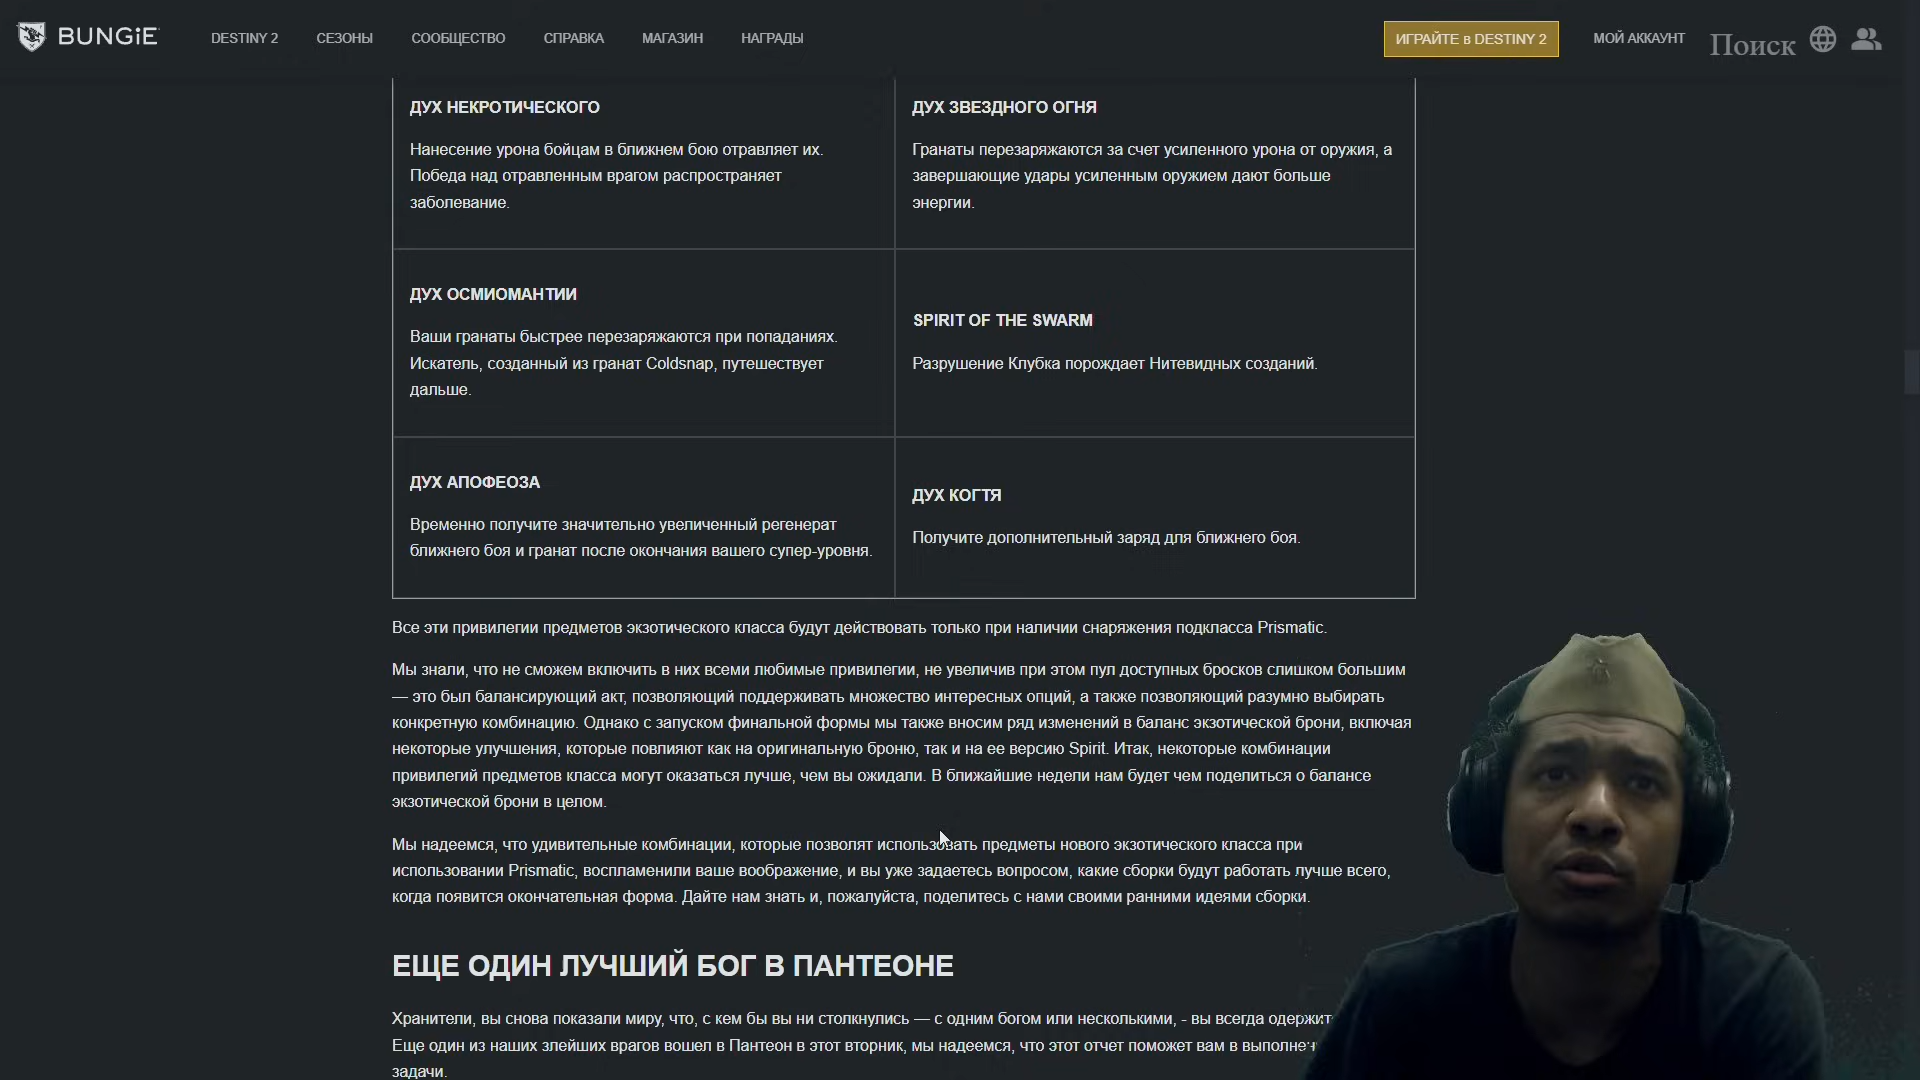 BUNGiE
DESTINY 2
СЕЗОНЫ
СООБЩЕСТВО
СПРАВКА
МАГАЗИН
НАГРАДЫ
ИГРАЙТЕ в DESTINY 2
МОЙ АККАУНТ
Поиск
ДУХ НЕКРОТИЧЕСКОГО
Нанесение урона бойцам в ближнем бою отравляет их.
Победа над отравленным врагом распространяет
заболевание.
ДУХ ЗВЕЗДНОГО ОГНЯ
Гранаты перезаряжаются за счет усиленного урона от оружия, а
завершающие удары усиленным оружием дают больше
энергии.
ДУХ ОСМИОМАНТИИ
Ваши гранаты быстрее перезаряжаются при попаданиях.
Искатель, созданный из гранат Coldsnap, путешествует
дальше.
SPIRIT OF THE SWARM
Разрушение Клубка порождает Нитевидных созданий.
ДУХ АПОФЕОЗА
Временно получите значительно увеличенный регенерат
ближнего боя и гранат после окончания вашего супер-уровня.
ДУХ КОГТЯ
Получите дополнительный заряд для ближнего боя.
Все эти привилегии предметов экзотического класса будут действовать только при наличии снаряжения подкласса Prismatic.
Мы знали, что не сможем включить в них всеми любимые привилегии, не увеличив при этом пул доступных бросков слишком большим
— это был балансирующий акт, позволяющий поддерживать множество интересных опций, а также позволяющий разумно выбирать
конкретную комбинацию. Однако с запуском финальной формы мы также вносим ряд изменений в баланс экзотической брони, включая
некоторые улучшения, которые повлияют как на оригинальную броню, так и на ее версию Spirit. Итак, некоторые комбинации
привилегий предметов класса могут оказаться лучше, чем вы ожидали. В ближайшие недели нам будет чем поделиться о балансе
экзотической брони в целом.
Мы надеемся, что удивительные комбинации, которые позволят использовать предметы нового экзотического класса при
использовании Prismatic, воспламенили ваше воображение, и вы уже задаетесь вопросом, какие сборки будут работать лучше всего,
когда появится окончательная форма. Дайте нам знать и, пожалуйста, поделитесь с нами своими ранними идеями сборки.
ЕЩЕ ОДИН ЛУЧШИЙ БОГ В ПАНТЕОНЕ
Хранители, вы снова показали миру, что, с кем бы вы ни столкнулись — с одним богом или несколькими, - вы всегда
Еще один из наших злейших врагов вошел в Пантеон в этот вторник, мы надеемся, что этот отчет поможет вам в
задачи.